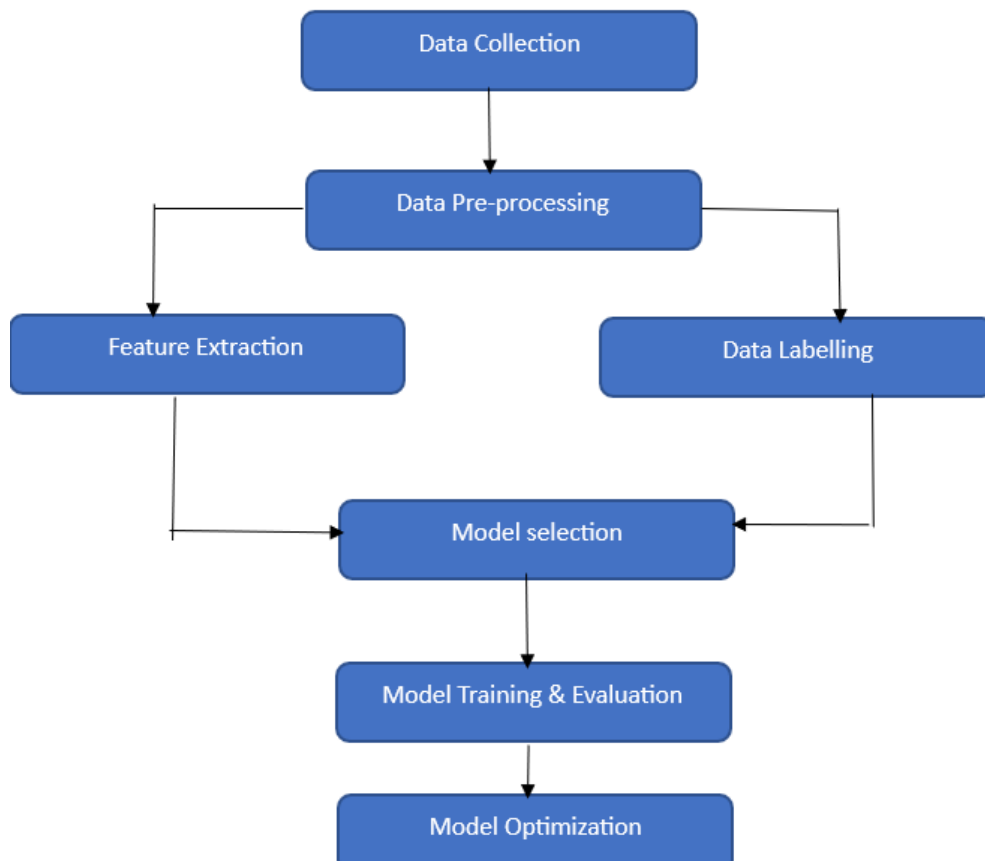 Data Collection
Data Pre-processing
Feature Extraction
Data Labelling
Model selection
Model Training & Evaluation
Model Optimization